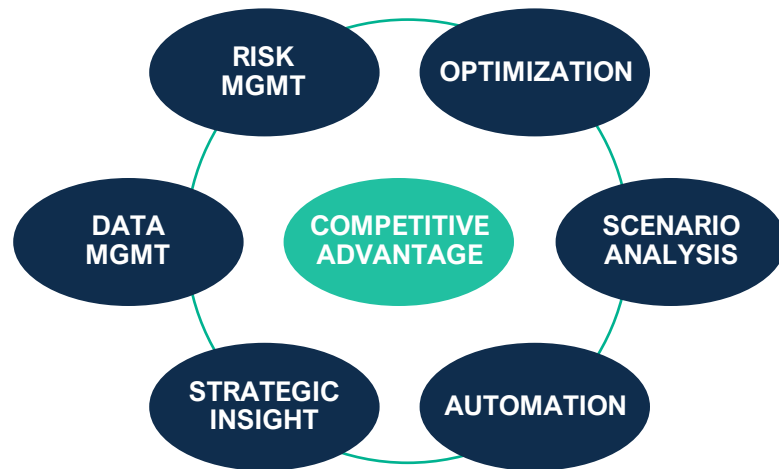 RISK
MGMT
OPTIMIZATION
DATA
MGMT
COMPETITIVE
ADVANTAGE
SCENARIO
ANALYSIS
STRATEGIC
INSIGHT
AUTOMATION